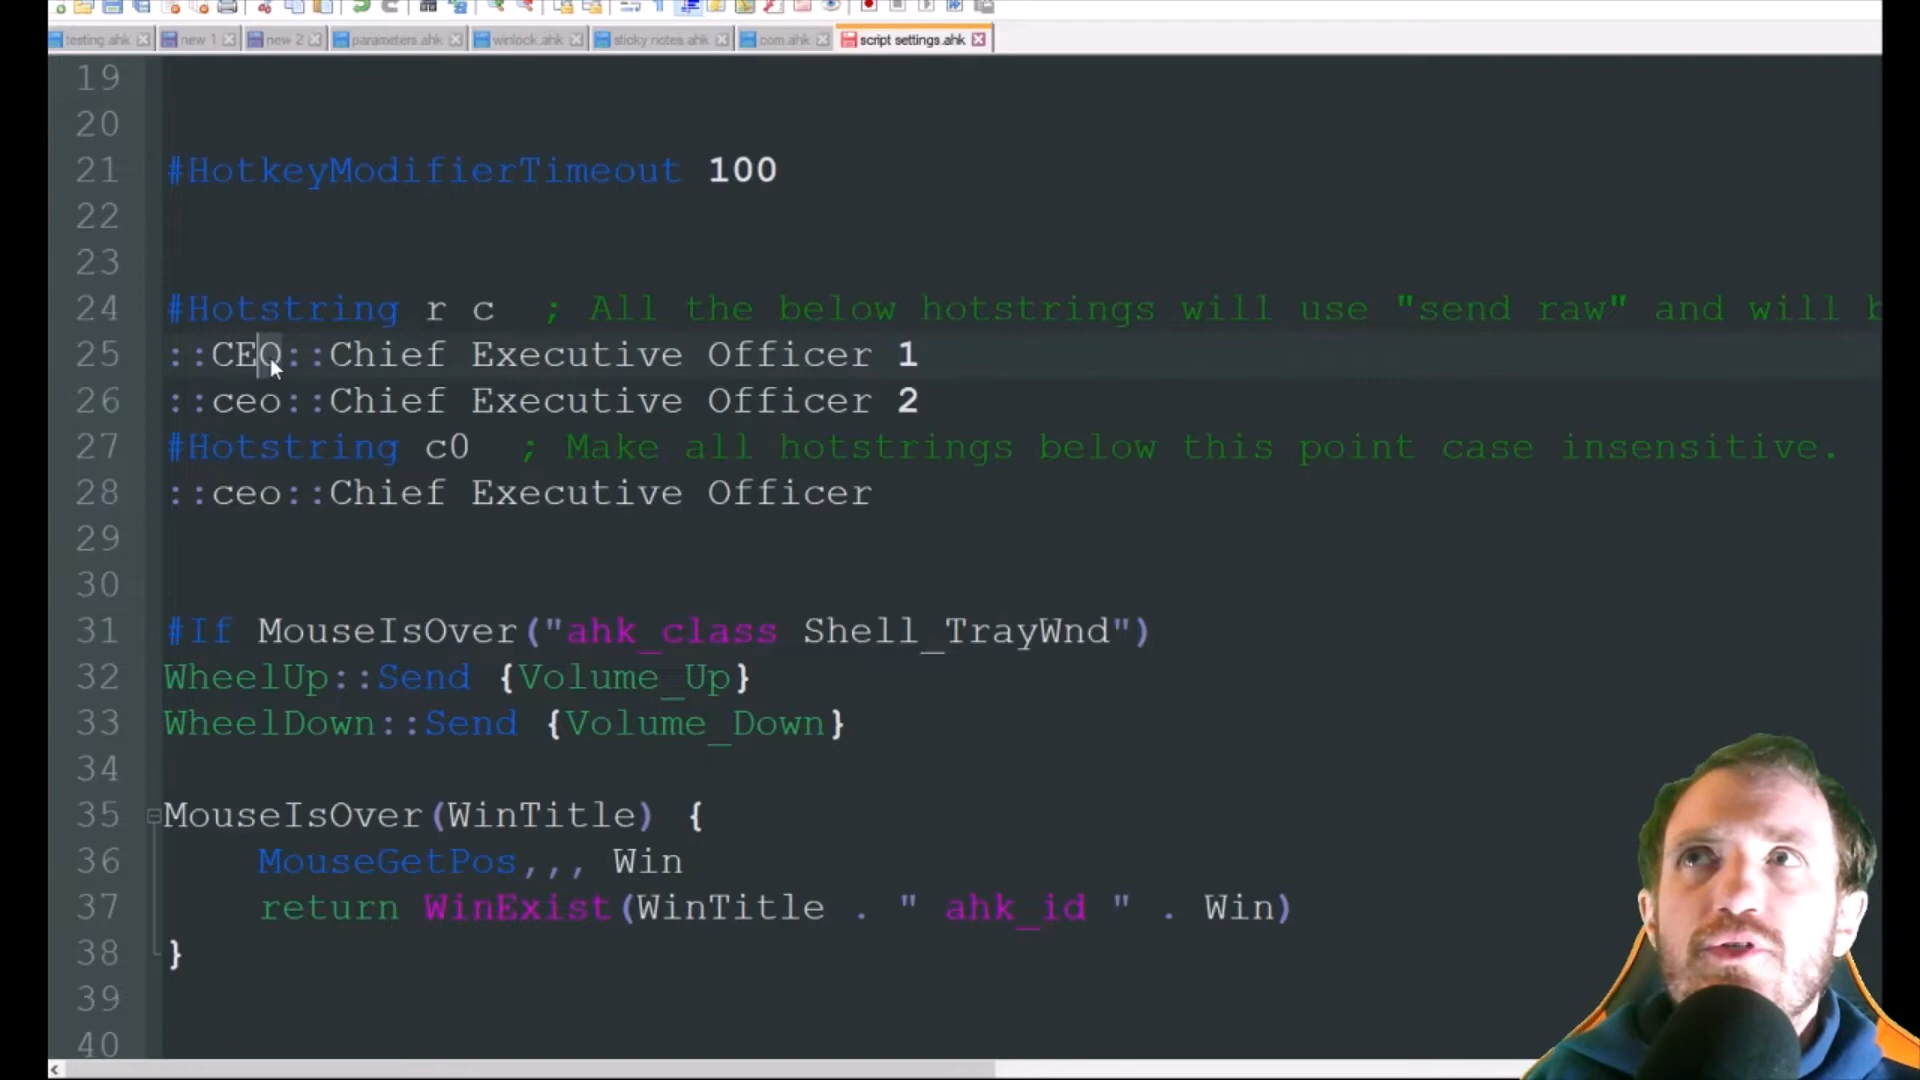 testing.ahk new 1 new 2 parameters.ahk winlock.ahk sticky notes.ahk com.ahk script settings.ahk
19
20
21 #HotkeyModifierTimeout 100
22
23
24 #Hotstring r c ; All the below hotstrings will use "send raw" and will b
25 ::CEO::Chief Executive Officer 1
26 ::ceo::Chief Executive Officer 2
27 #Hotstring c0 ; Make all hotstrings below this point case insensitive.
28 ::ceo::Chief Executive Officer
29
30
31 #If MouseIsOver("ahk_class Shell_TrayWnd")
32 WheelUp::Send {Volume_Up}
33 WheelDown::Send {Volume_Down}
34
35 MouseIsOver(WinTitle) {
36 MouseGetPos,,, Win
37 return WinExist(WinTitle . " ahk_id " . Win)
38 }
39
40